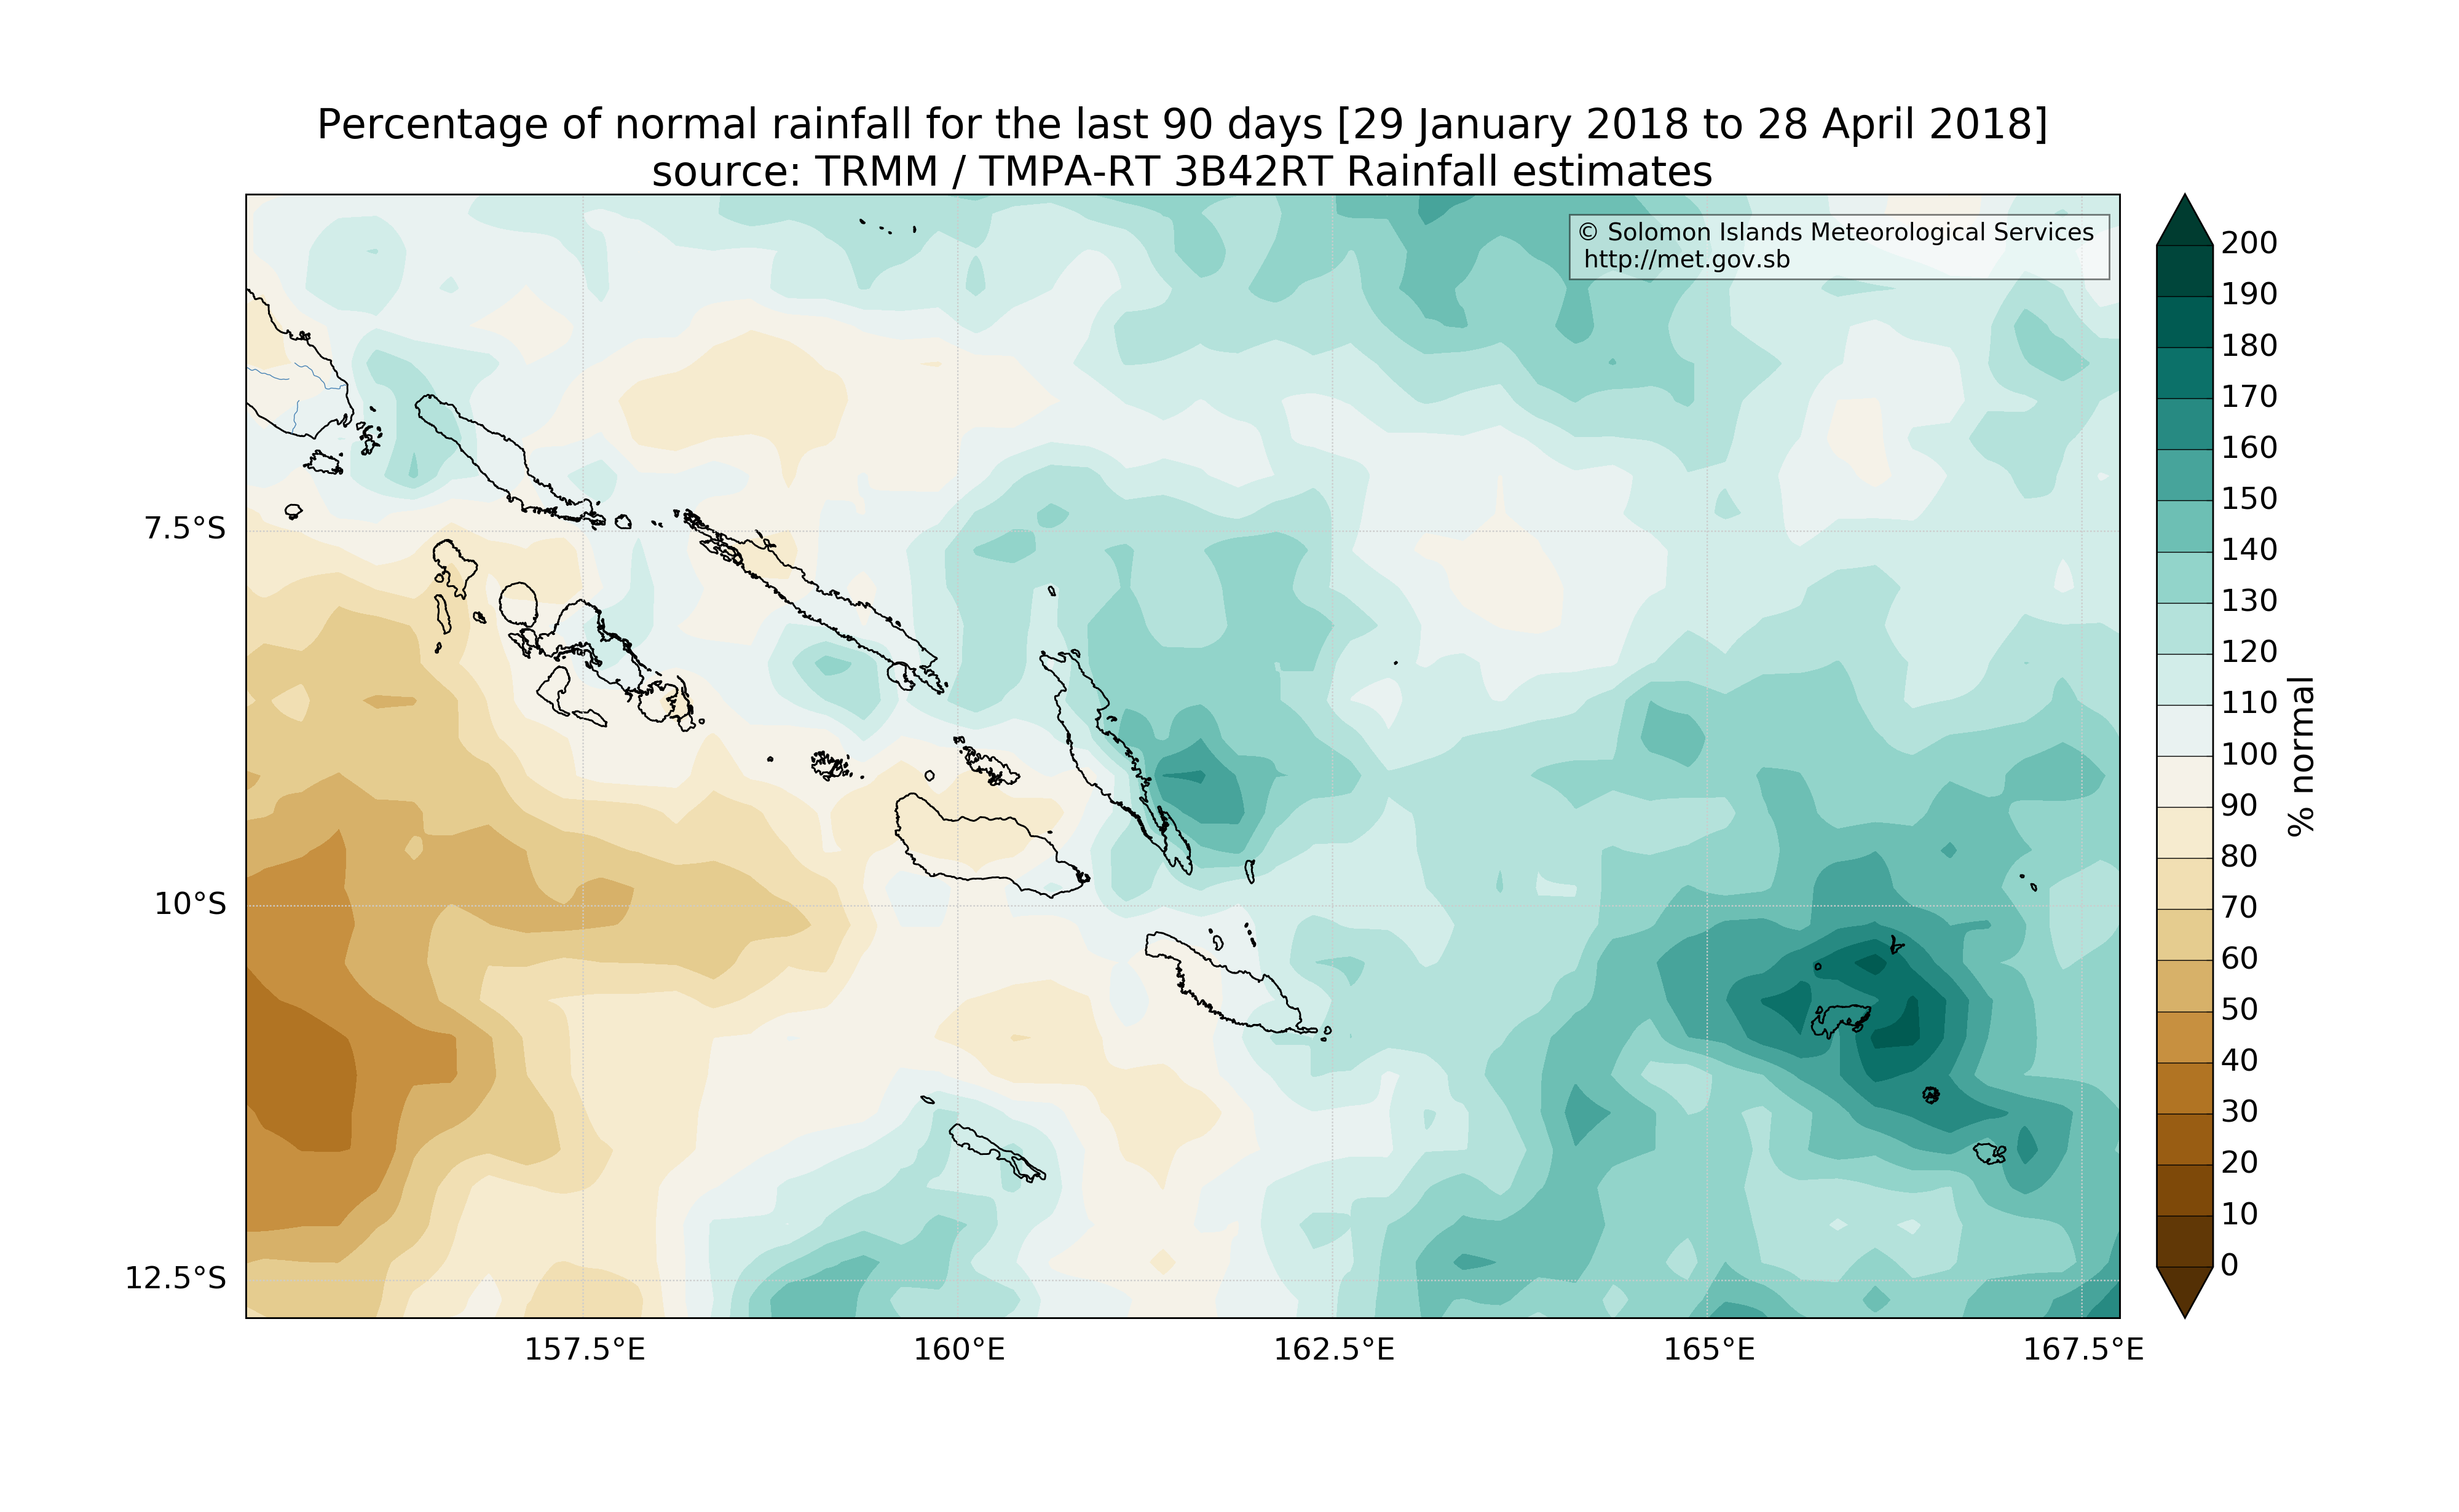 Percentage of normal rainfall for the last 90 days [29 January 2018 to 28 April 2018]
source: TRMM / TMPA-RT 3B42RT Rainfall estimates
© Solomon Islands Meteorological Services
http://met.gov.sb
7.5°S
10°S
12.5°S
157.5°E
160°E
162.5°E
165°E
167.5°E
200
190
180
170
160
150
140
130
120
110
100
90
80
70
60
50
40
30
20
10
0
% normal